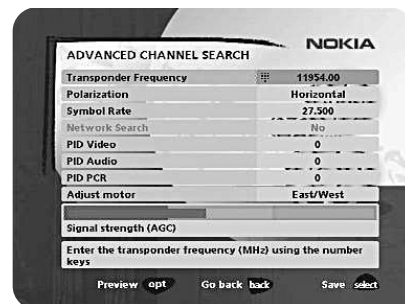 NOKIA
ADVANCED CHANNEL SEARCH
Transponder Frequency 11954.00
Polarization Horizontal
Symbol Rate 27.500
Network Search No
PID Video 0
PID Audio 0
PID PCR 0
Adjust motor East/West
Signal strength (AGC)
Enter the transponder frequency (MHz) using the number
keys
Preview opt Go back back Save select